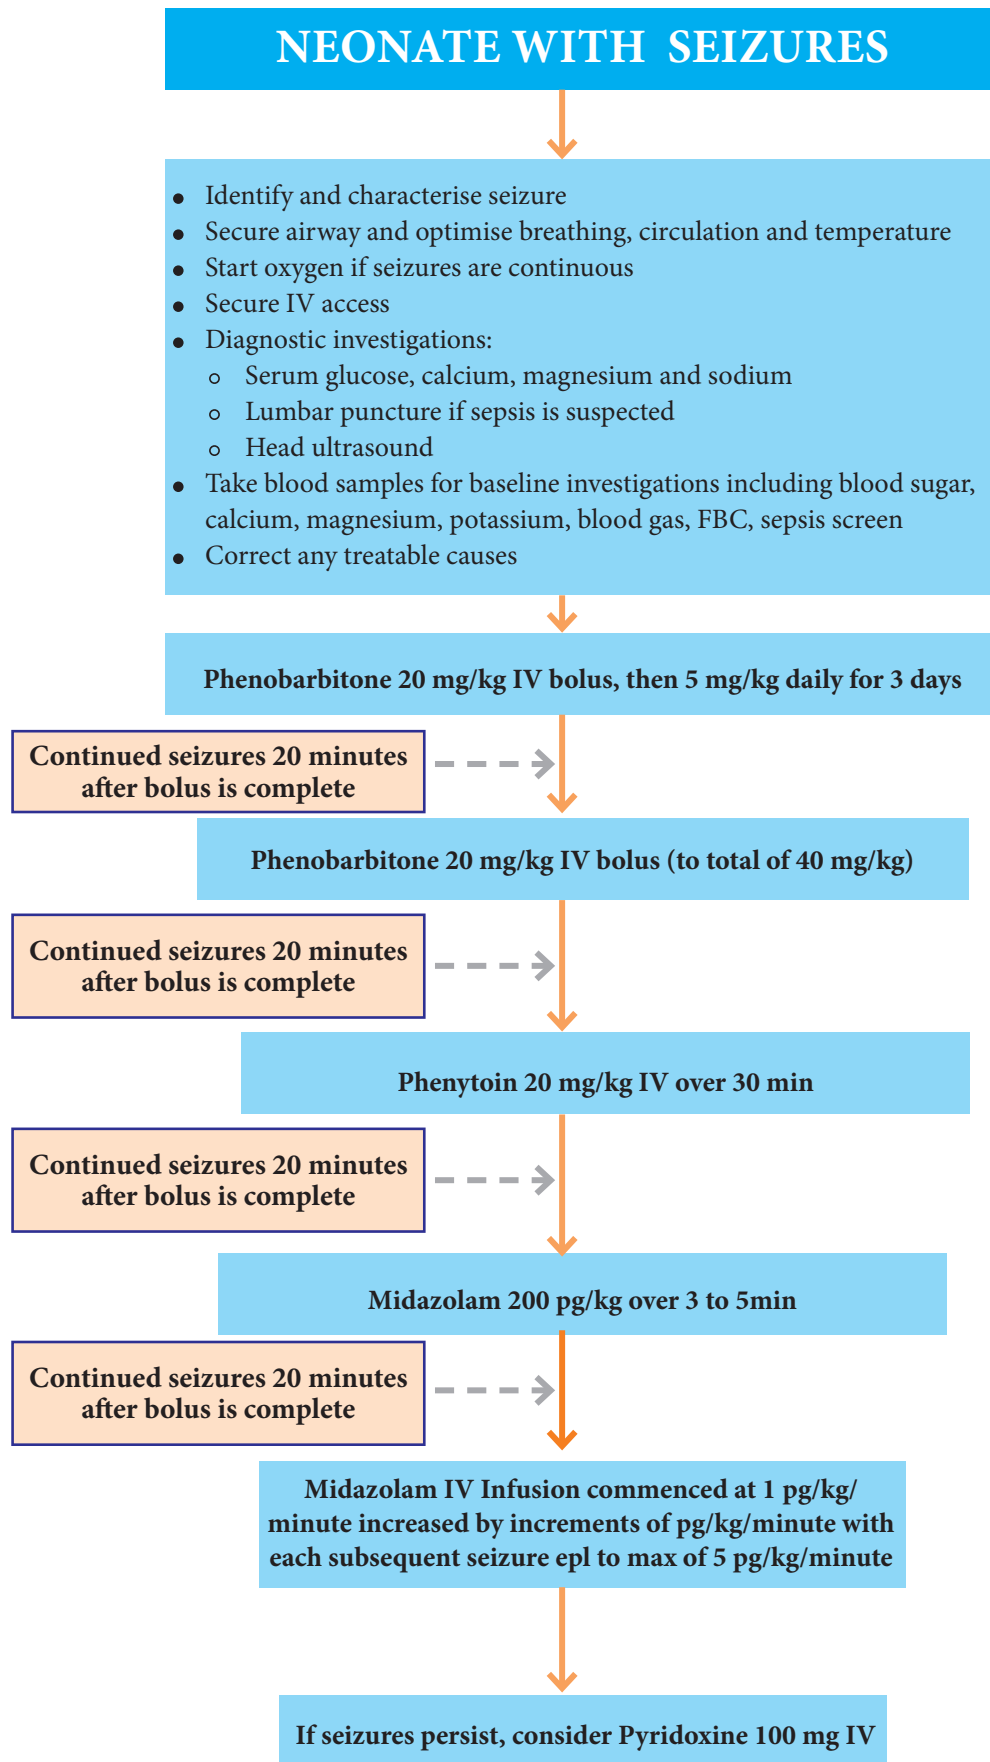 NEONATE WITH SEIZURES
• Identify and characterise seizure
• Secure airway and optimise breathing, circulation and temperature
• Start oxygen if seizures are continuous
• Secure IV access
• Diagnostic investigations:
o Serum glucose, calcium, magnesium and sodium
o Lumbar puncture if sepsis is suspected
o Head ultrasound
• Take blood samples for baseline investigations including blood sugar,
calcium, magnesium, potassium, blood gas, FBC, sepsis screen
• Correct any treatable causes
Phenobarbitone 20 mg/kg IV bolus, then 5 mg/kg daily for 3 days
Continued seizures 20 minutes
after bolus is complete
Phenobarbitone 20 mg/kg IV bolus (to total of 40 mg/kg)
Continued seizures 20 minutes
after bolus is complete
Phenytoin 20 mg/kg IV over 30 min
Continued seizures 20 minutes
after bolus is complete
Midazolam 200 pg/kg over 3 to 5min
Continued seizures 20 minutes
after bolus is complete
Midazolam IV Infusion commenced at 1 pg/kg/
minute increased by increments of pg/kg/minute with
each subsequent seizure epl to max of 5 pg/kg/minute
If seizures persist, consider Pyridoxine 100 mg IV